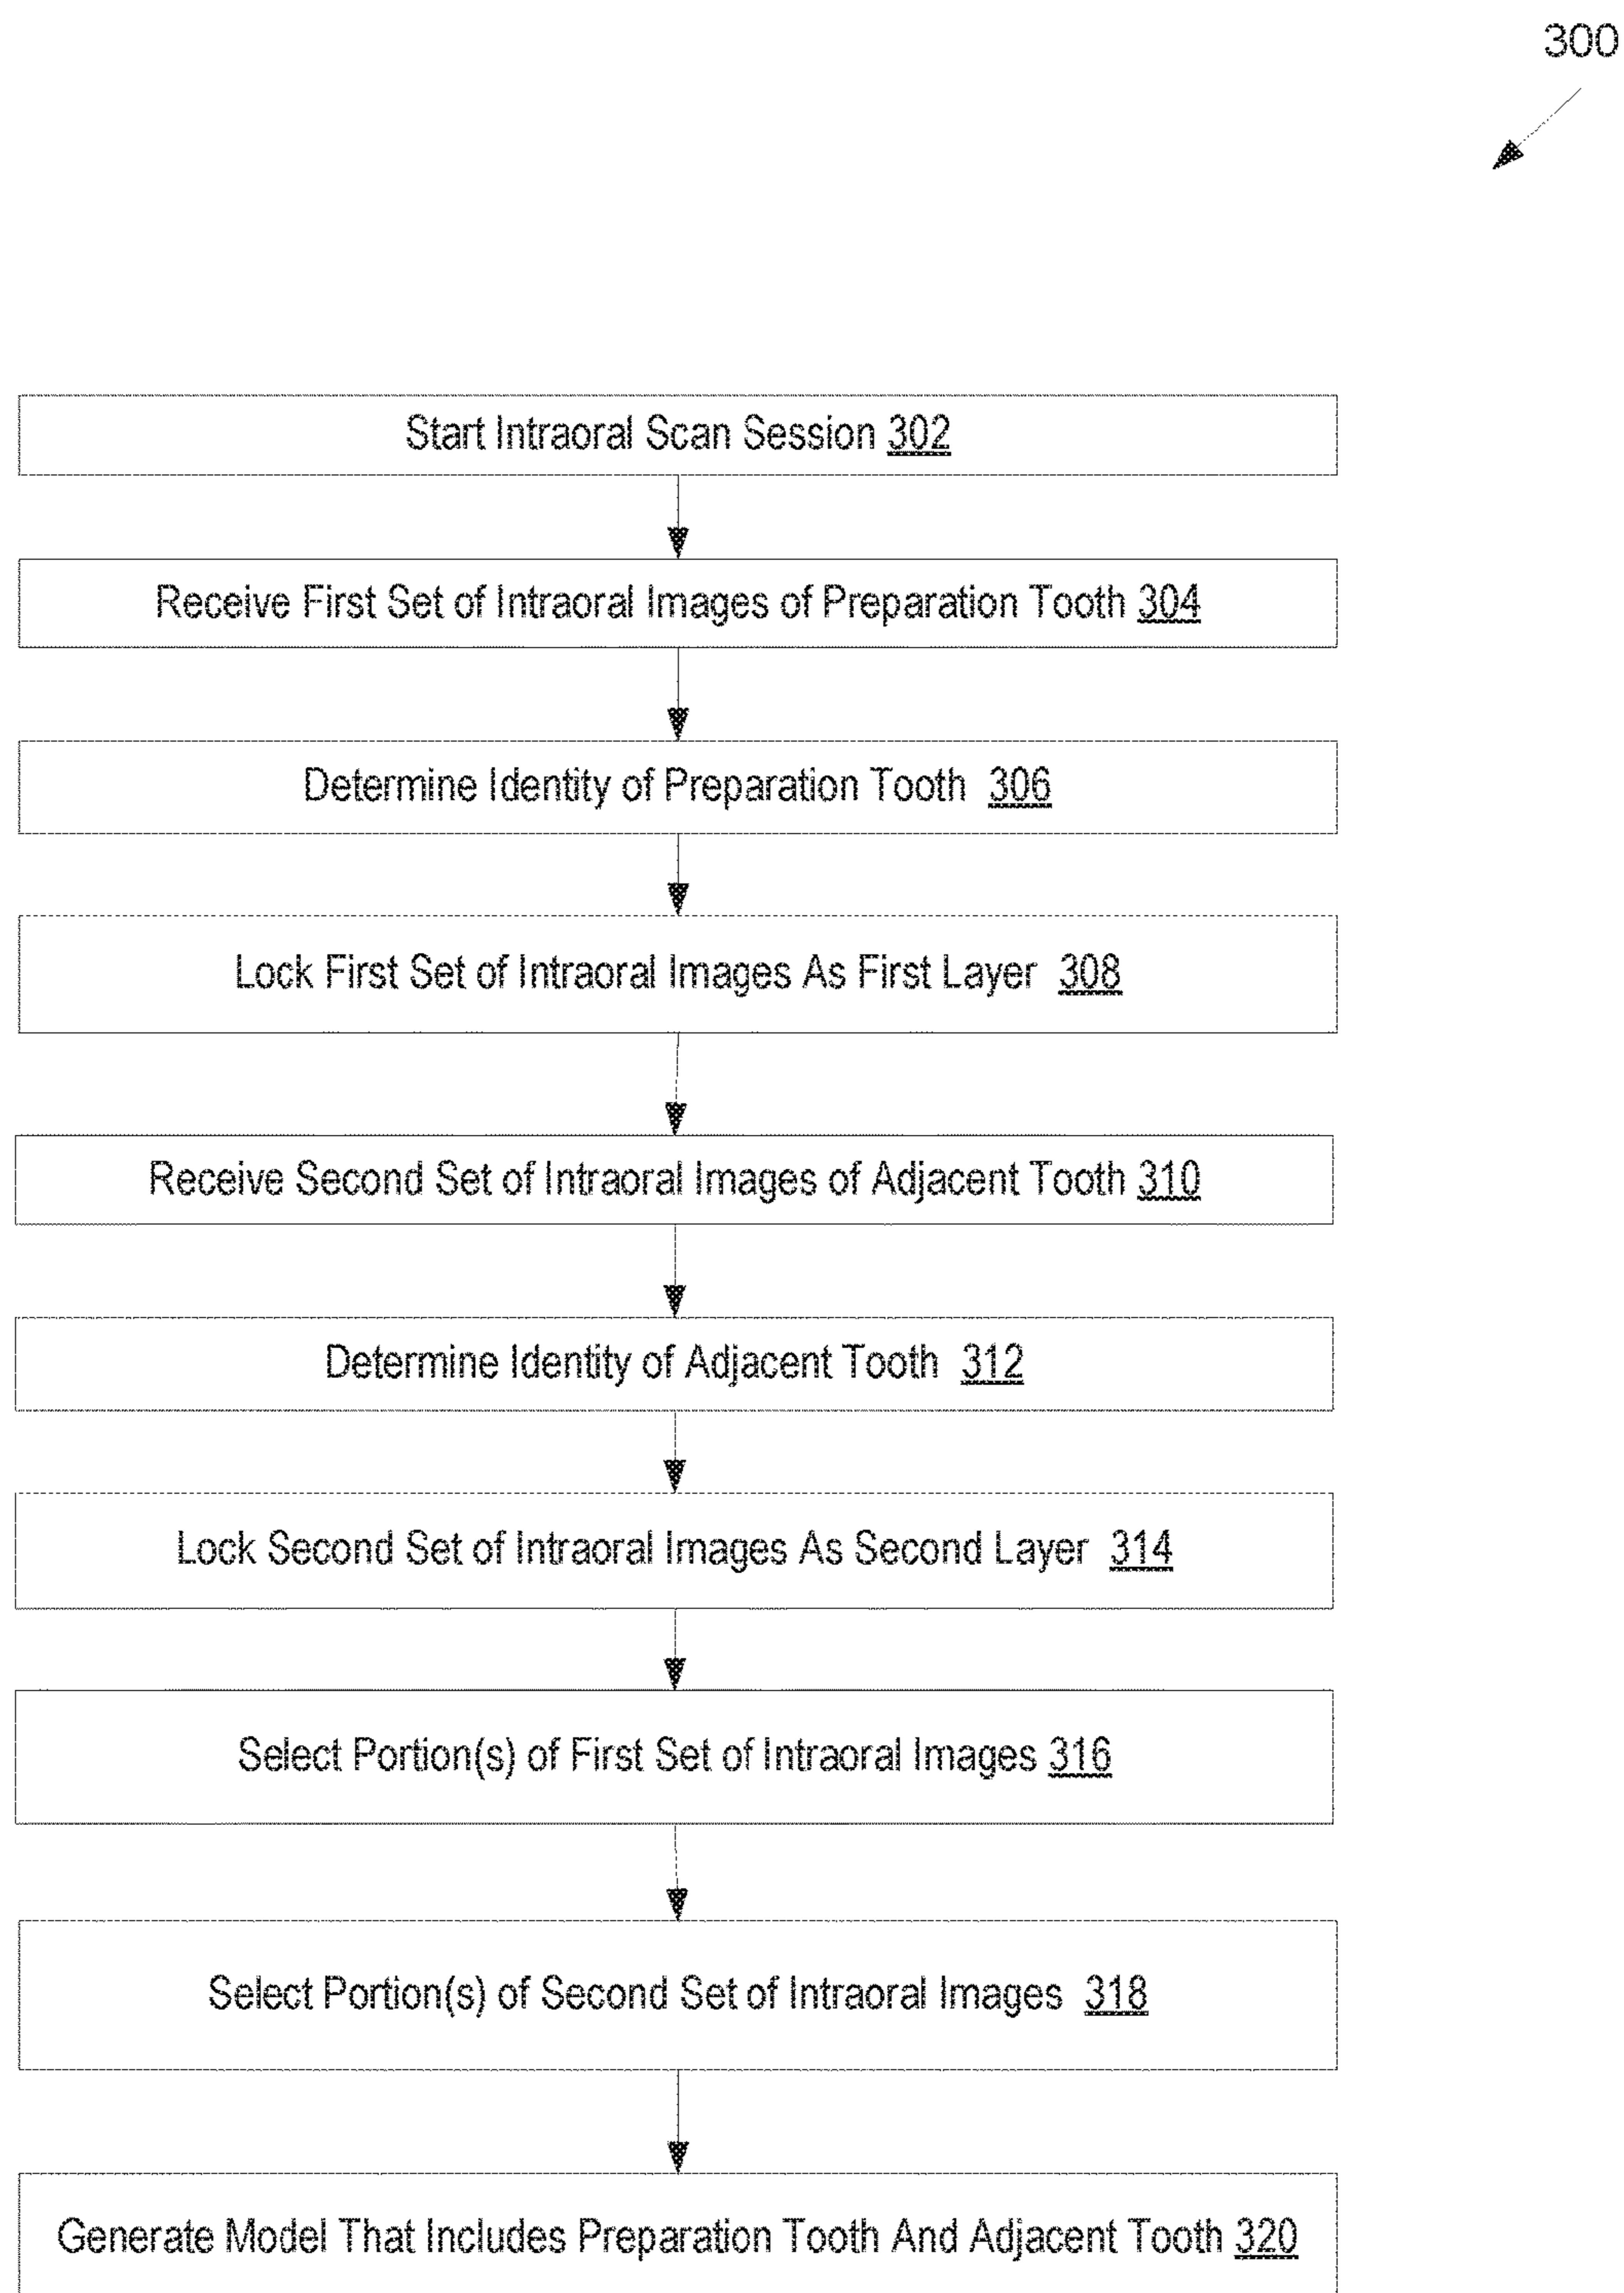 300
Start Intraoral Scan Session 302
Receive First Set of Intraoral Images of Preparation Tooth 304
Determine Identity of Preparation Tooth 306
Lock First Set of Intraoral Images As First Layer 308
Receive Second Set of Intraoral Images of Adjacent Tooth 310
Determine Identity of Adjacent Tooth 312
Lock Second Set of Intraoral Images As Second Layer 314
Select Portion(s) of First Set of Intraoral Images 316
Select Portion(s) of Second Set of Intraoral Images 318
Generate Model That Includes Preparation Tooth And Adjacent Tooth 320